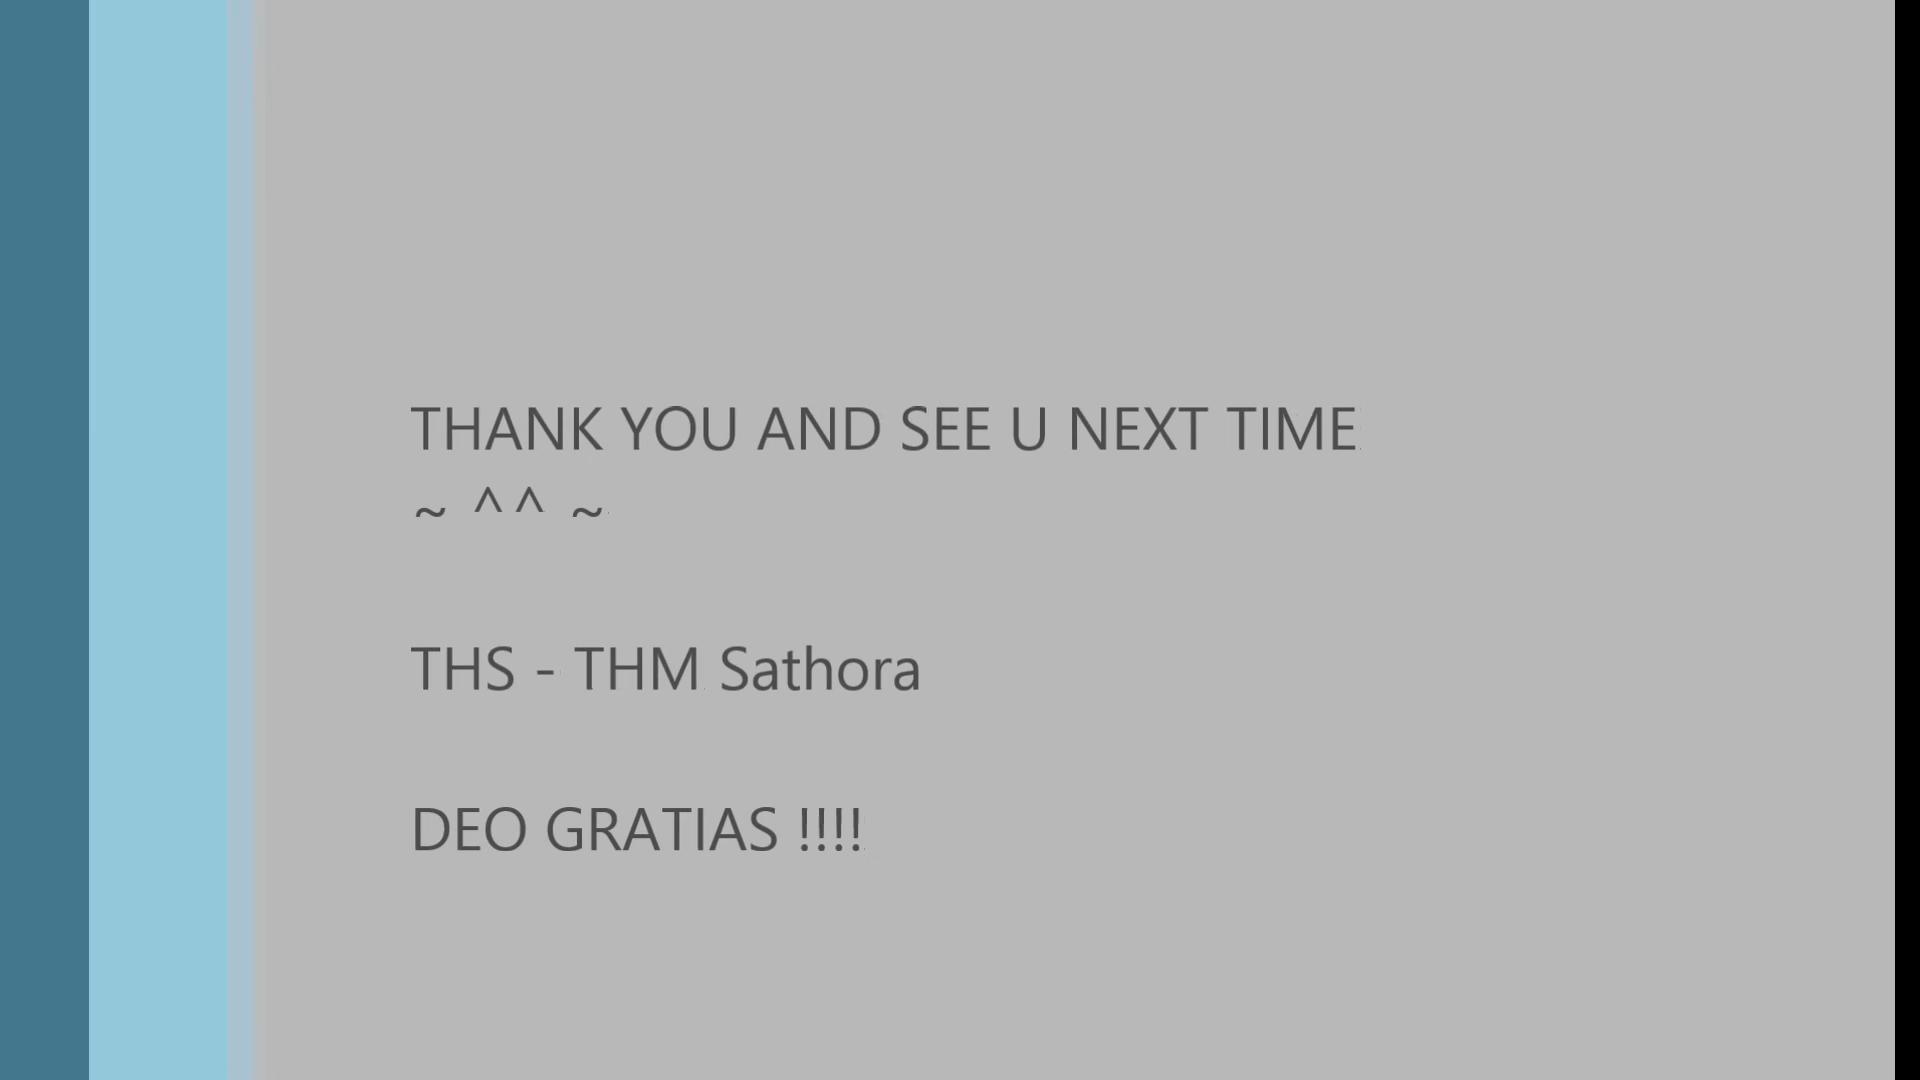 THANK YOU AND SEE U NEXT TIME
~ ^^ ~
THS - THM Sathora
DEO GRATIAS !!!!